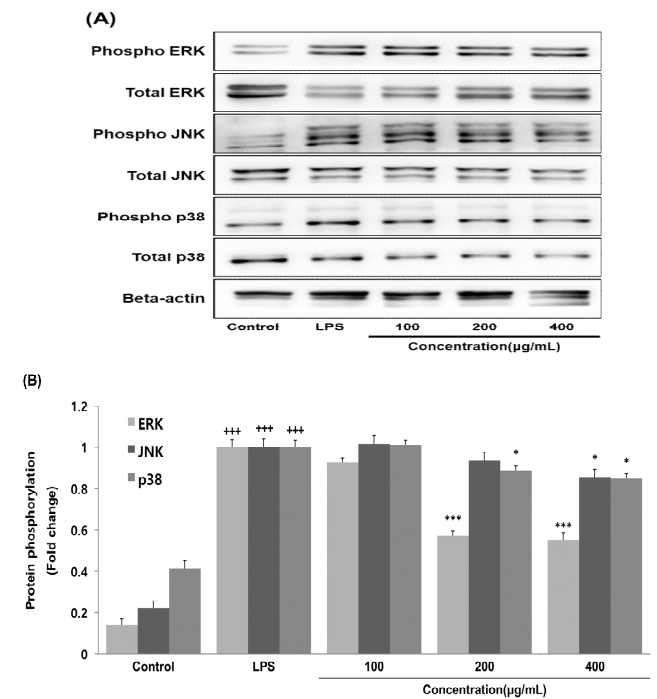 (A)
Phospho ERK
Total ERK
Phospho JNK
Total JNK
Phospho p38
Total p38
Beta-actin
Control LPS 100 200 400
Concentration(µg/mL)
(B)
Protein phosphorylation
(Fold change)
1.2
1
0.8
0.6
0.4
0.2
0
ERK
JNK
p38
+++ +++ +++
*** *
*** * *
Control LPS 100 200 400
Concentration(µg/mL)